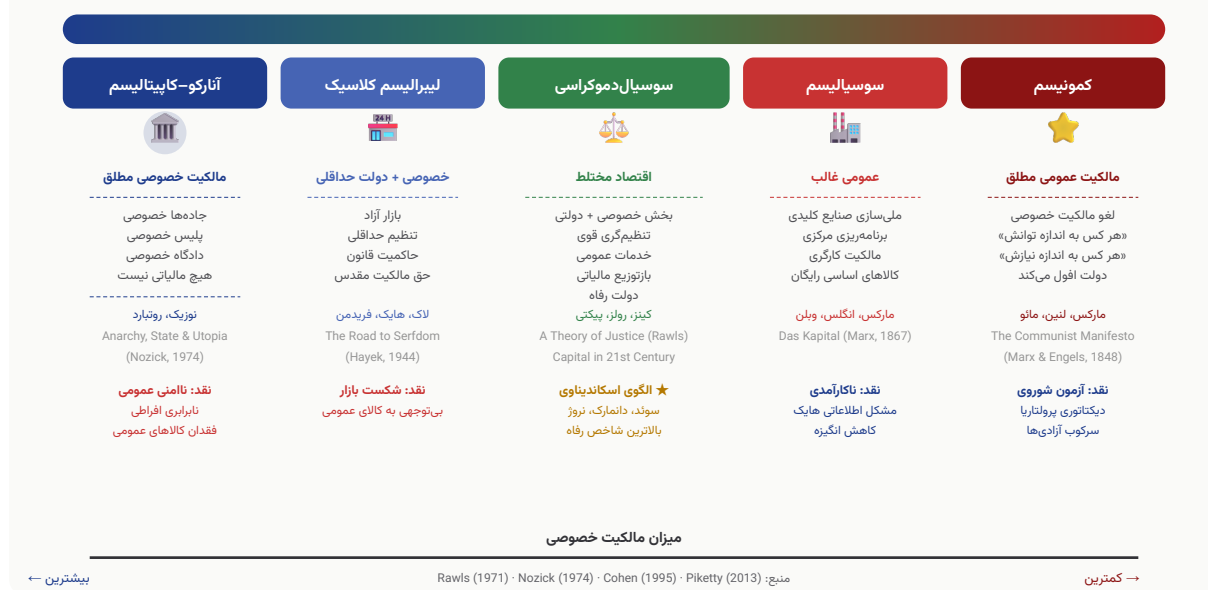 کمونیسم
مالکیت عمومی مطلق
لغو مالکیت خصوصی
«هر کس به اندازه توانش»
«هر کس به اندازه نیازش»
دولت افول می‌کند
مارکس، لنین، مائو
The Communist Manifesto
(Marx & Engels, 1848)
نقد: آزمون شوروی
دیکتاتوری پرولتاریا
سرکوب آزادی‌ها
سوسیالیسم
عمومی غالب
ملی‌سازی صنایع کلیدی
برنامه‌ریزی مرکزی
مالکیت کارگری
کالاهای اساسی رایگان
مارکس، انگلس، وبلن
Das Kapital (Marx, 1867)
نقد: ناکارآمدی
مشکل اطلاعاتی هایک
کاهش انگیزه
سوسیال‌دموکراسی
اقتصاد مختلط
بخش خصوصی + دولتی
تنظیم‌گری قوی
خدمات عمومی
بازتوزیع مالیاتی
دولت رفاه
کینز، رولز، پیکتی
A Theory of Justice (Rawls)
Capital in 21st Century
★ الگوی اسکاندیناوی
سوئد، دانمارک، نروژ
بالاترین شاخص رفاه
لیبرالیسم کلاسیک
24 H
خصوصی + دولت حداقلی
بازار آزاد
تنظیم حداقلی
حاکمیت قانون
حق مالکیت مقدس
لاک، هایک، فریدمن
The Road to Serfdom
(Hayek, 1944)
نقد: شکست بازار
بی‌توجهی به کالای عمومی
آنارکو–کاپیتالیسم
مالکیت خصوصی مطلق
جاده‌ها خصوصی
پلیس خصوصی
دادگاه خصوصی
هیچ مالیاتی نیست
نوزیک، روتبارد
Anarchy, State & Utopia
(Nozick, 1974)
نقد: ناامنی عمومی
نابرابری افراطی
فقدان کالاهای عمومی
میزان مالکیت خصوصی
→ کمترین
منبع: Rawls (1971) · Nozick (1974) · Cohen (1995) · Piketty (2013)
بیشترین ←